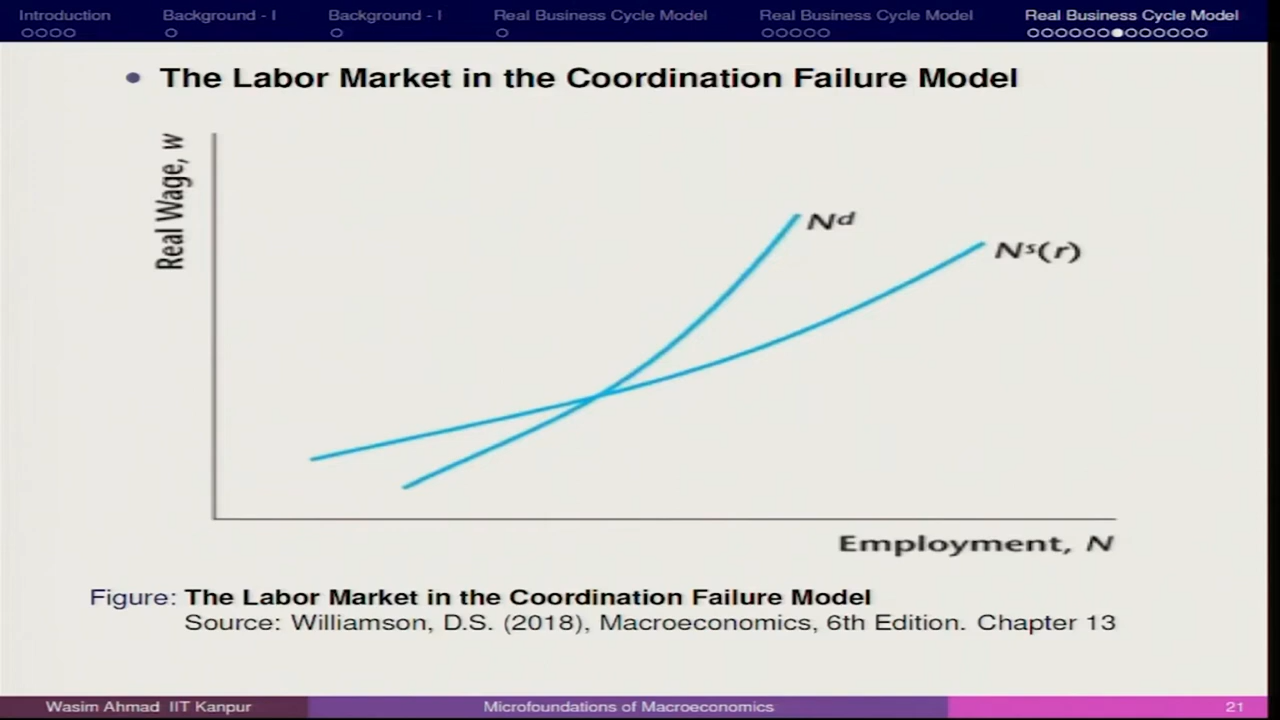 Introduction Background - I Background - I Real Business Cycle Model Real Business Cycle Model Real Business Cycle Model
The Labor Market in the Coordination Failure Model
Real Wage, w
Nᵈ
Nˢ(r)
Employment, N
Figure: The Labor Market in the Coordination Failure Model
Source: Williamson, D.S. (2018), Macroeconomics, 6th Edition. Chapter 13
Wasim Ahmad IIT Kanpur Microfoundations of Macroeconomics 21